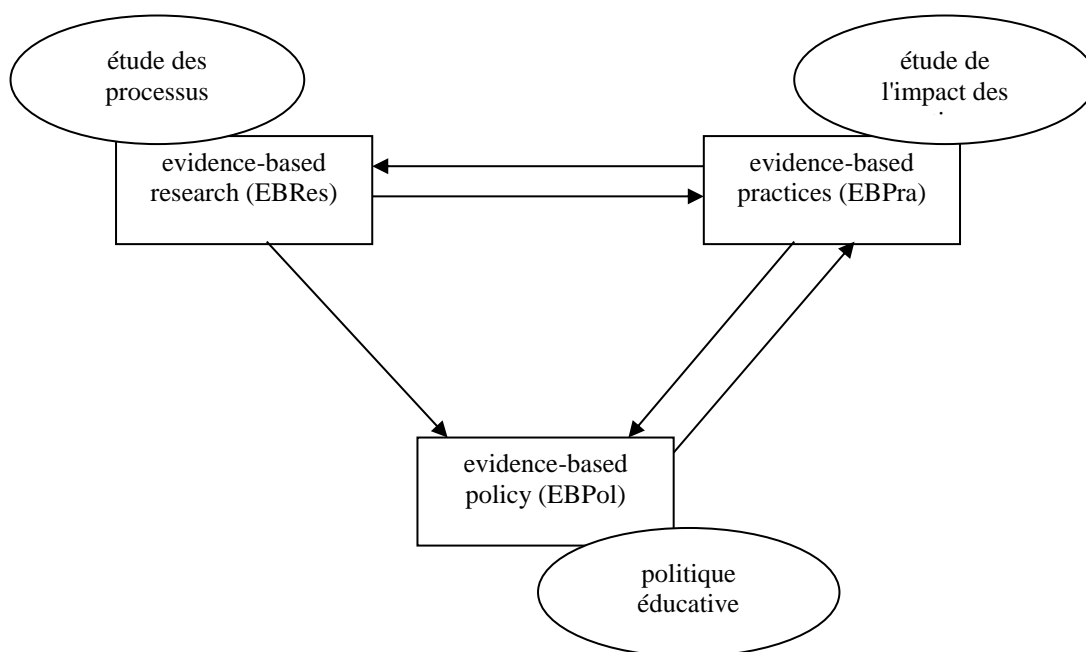 étude des
processus
étude de
l'impact des
evidence-based
research (EBRes)
evidence-based
practices (EBPra)
evidence-based
policy (EBPol)
politique
éducative